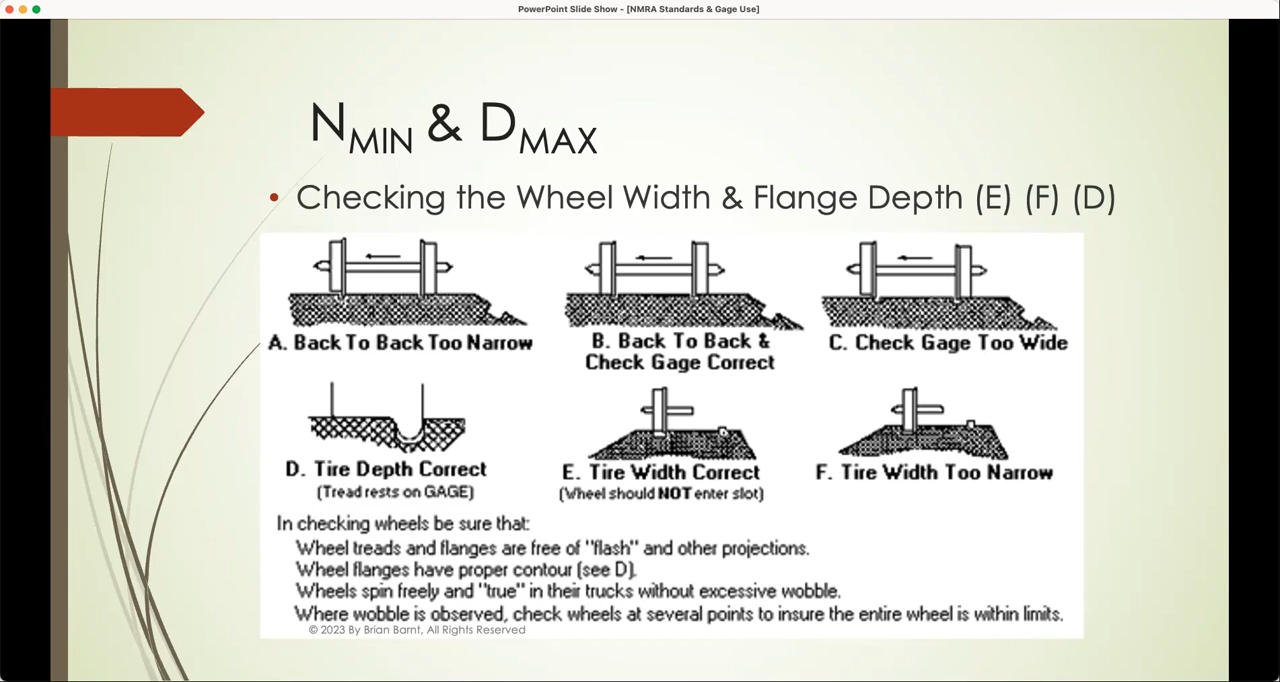 PowerPoint Slide Show - [NMRA Standards & Gage Use]
NMIN & DMAX
• Checking the Wheel Width & Flange Depth (E) (F) (D)
A. Back To Back Too Narrow
B. Back To Back &
Check Gage Correct
C. Check Gage Too Wide
D. Tire Depth Correct
(Tread rests on GAGE)
E. Tire Width Correct
(Wheel should NOT enter slot)
F. Tire Width Too Narrow
In checking wheels be sure that:
Wheel treads and flanges are free of "flash" and other projections.
Wheel flanges have proper contour (see D).
Wheels spin freely and "true" in their trucks without excessive wobble.
Where wobble is observed, check wheels at several points to insure the entire wheel is within limits.
© 2023 By Brian Barnt, All Rights Reserved